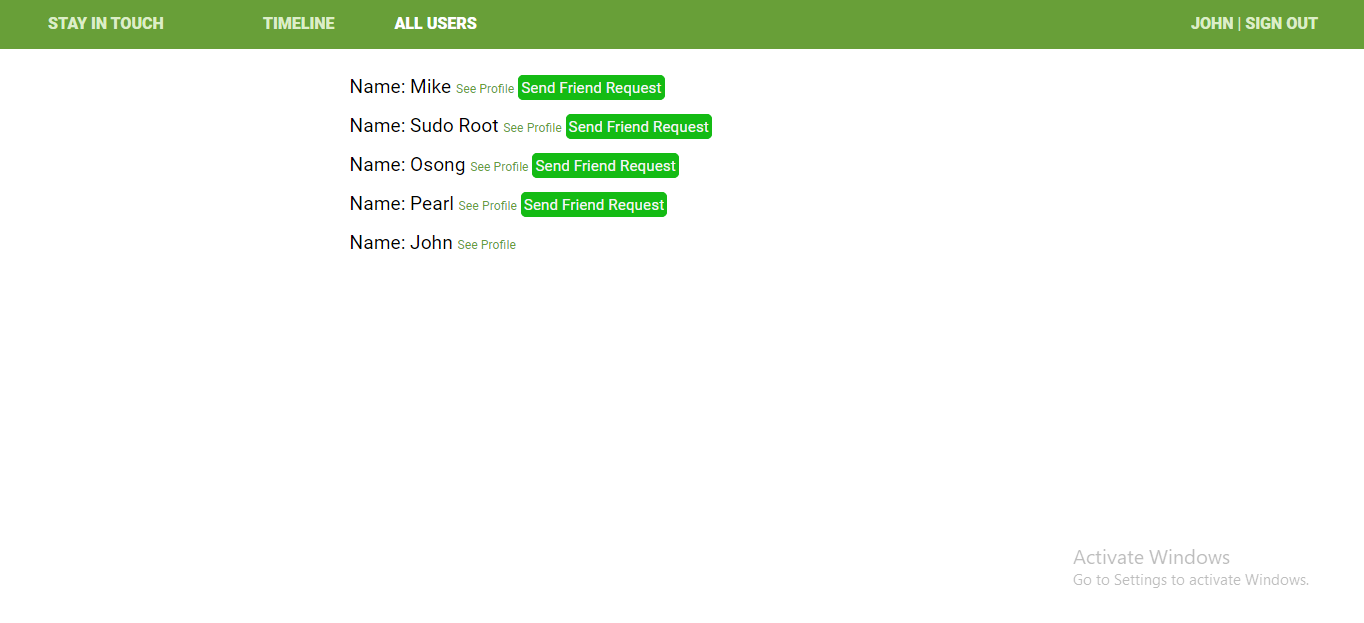 STAY IN TOUCH TIMELINE ALL USERS JOHN | SIGN OUT
Name: Mike See Profile Send Friend Request
Name: Sudo Root See Profile Send Friend Request
Name: Osong See Profile Send Friend Request
Name: Pearl See Profile Send Friend Request
Name: John See Profile
Activate Windows
Go to Settings to activate Windows.